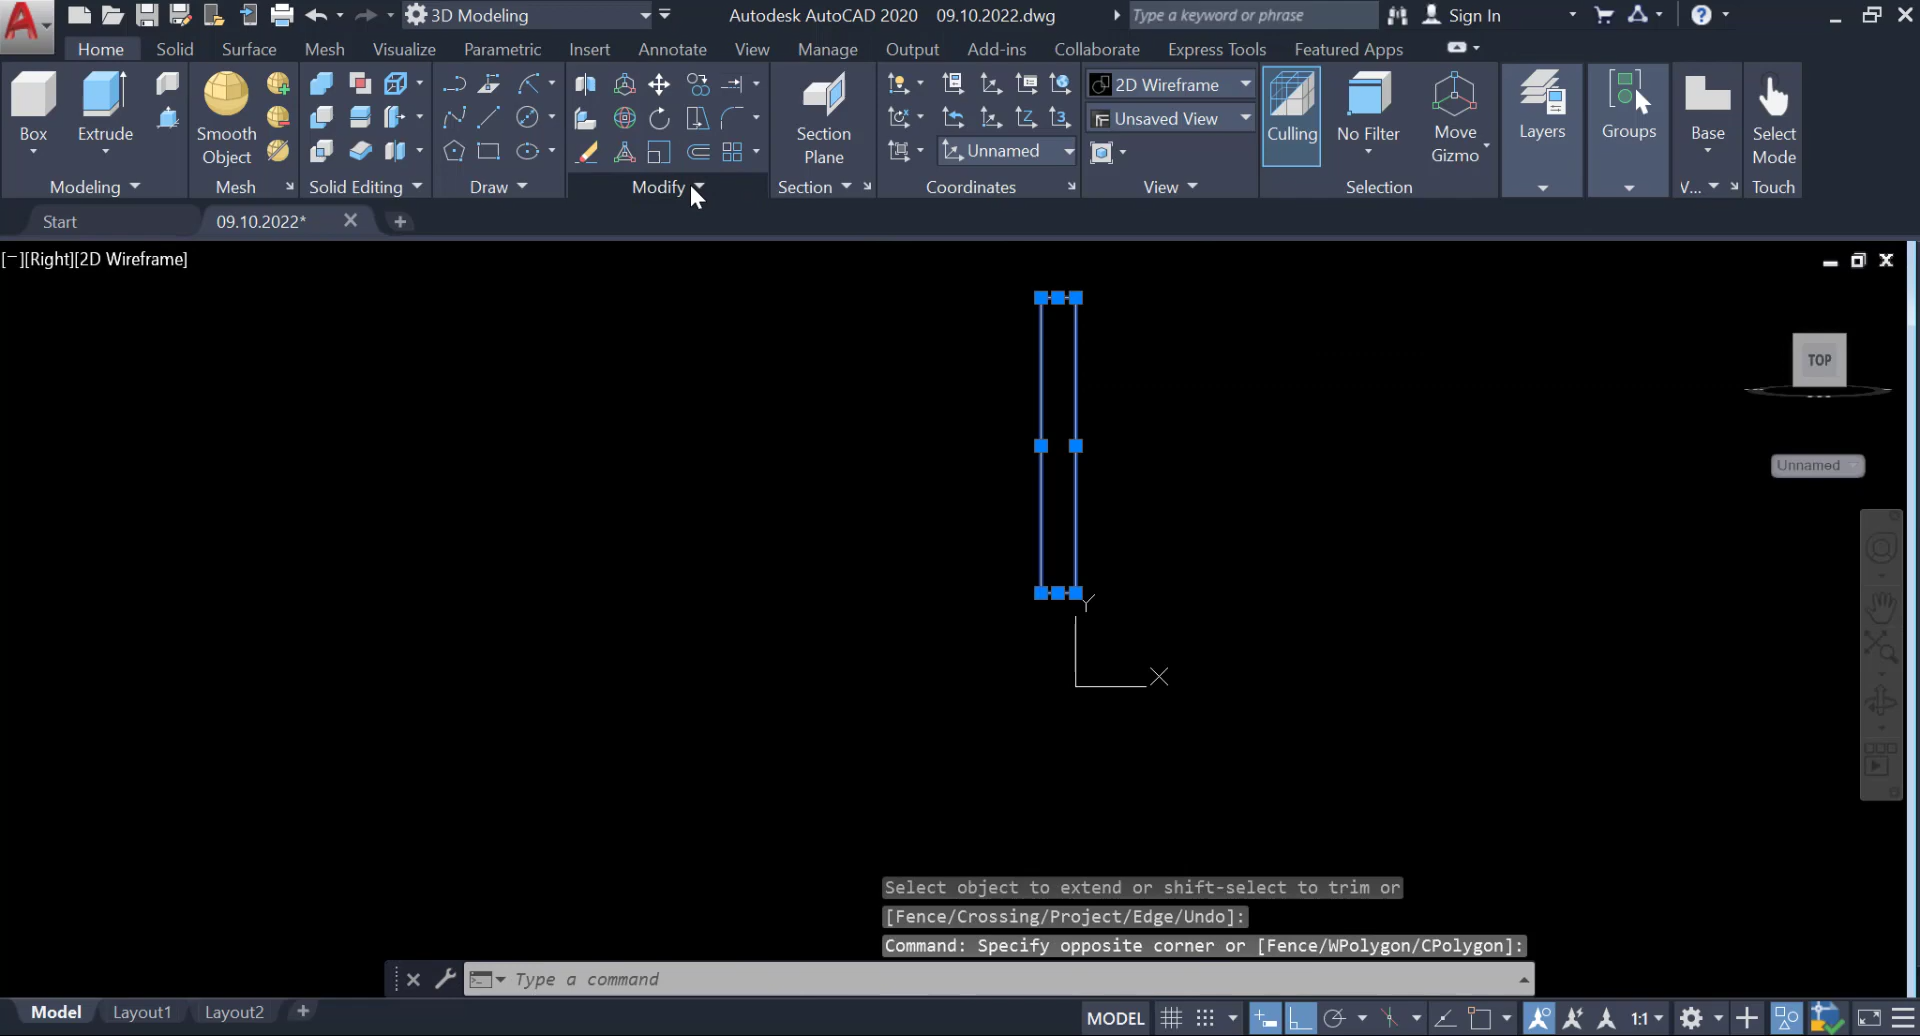 3D Modeling
Autodesk AutoCAD 2020 09.10.2022.dwg
Type a keyword or phrase
Sign In
Home Solid Surface Mesh Visualize Parametric Insert Annotate View Manage Output Add-ins Collaborate Express Tools Featured Apps
Box
Extrude
Smooth
Object
Section
Plane
Unnamed
2D Wireframe
Unsaved View
Culling
No Filter
Move
Gizmo
Layers
Groups
Base
Select
Mode
Modeling Mesh Solid Editing Draw Modify Section Coordinates View Selection V... Touch
Start
09.10.2022*
[−][Right][2D Wireframe]
TOP
Unnamed
Y
X
Select object to extend or shift-select to trim or
[Fence/Crossing/Project/Edge/Undo]:
Command: Specify opposite corner or [Fence/WPolygon/CPolygon]:
Type a command
Model Layout1 Layout2
MODEL
1:1